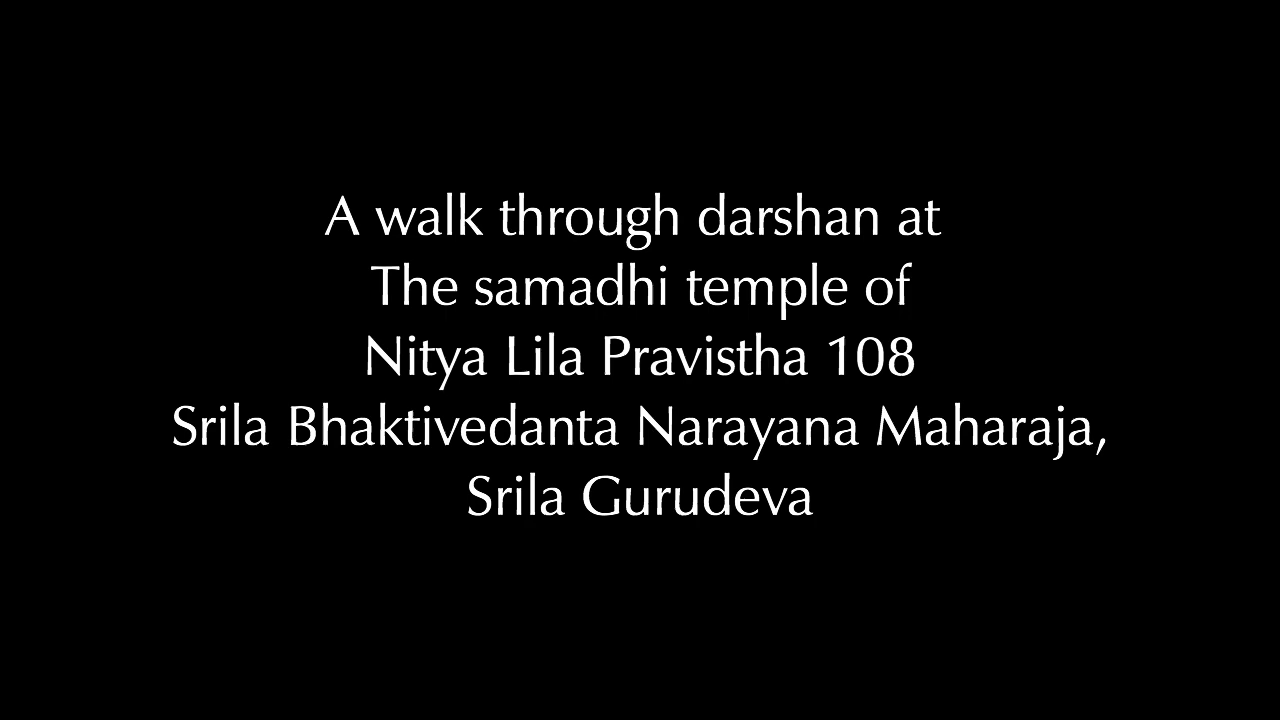 A walk through darshan at
The samadhi temple of
Nitya Lila Pravistha 108
Srila Bhaktivedanta Narayana Maharaja,
Srila Gurudeva